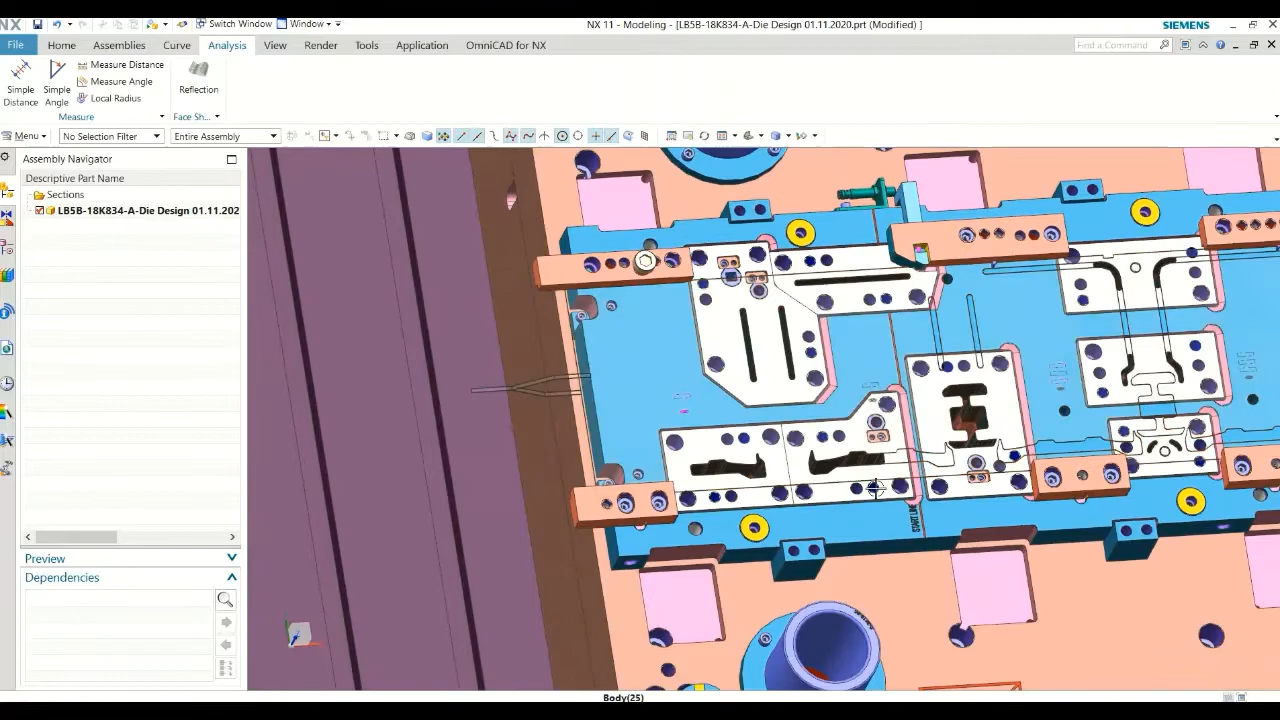 NX
Switch Window
Window
NX 11 - Modeling - [LB5B-18K834-A-Die Design 01.11.2020.prt (Modified) ]
SIEMENS
File
Home
Assemblies
Curve
Analysis
View
Render
Tools
Application
OmniCAD for NX
Find a Command
Simple Distance
Simple Angle
Measure Distance
Measure Angle
Local Radius
Reflection
Measure
Face Sh...
Menu
No Selection Filter
Entire Assembly
Assembly Navigator
Descriptive Part Name
Sections
LB5B-18K834-A-Die Design 01.11.202
START LINE
Preview
Dependencies
Body(25)